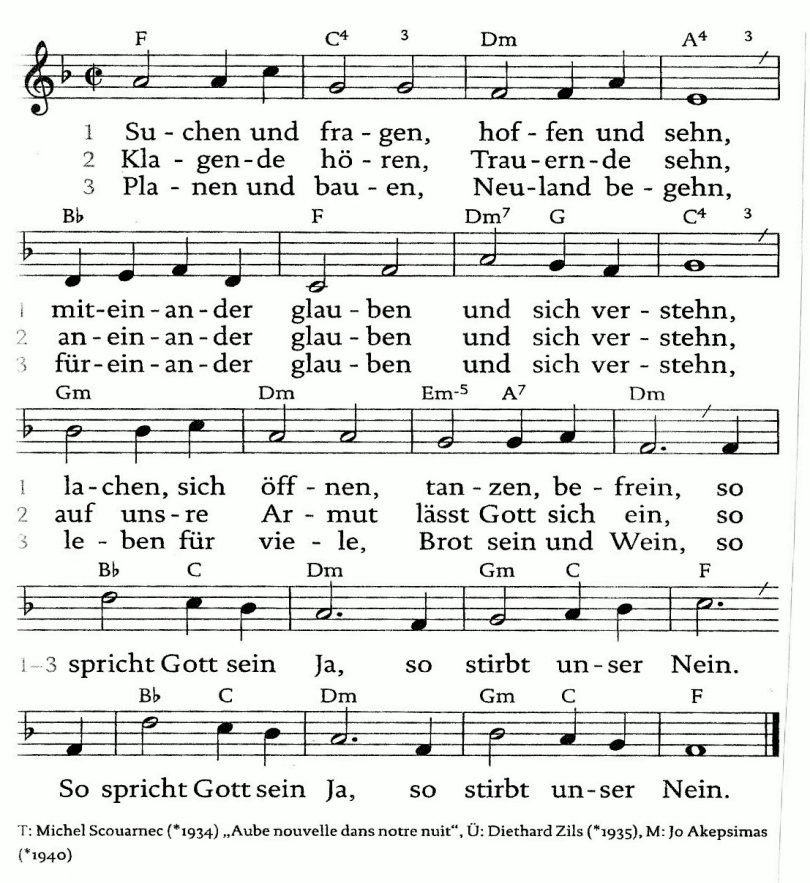 F C4 3 Dm A4 3
1 Su - chen und fra - gen, hof - fen und sehn,
2 Kla - gen - de hö - ren, Trau - ern - de sehn,
3 Pla - nen und bau - en, Neu - land be - gehn,
B♭ F Dm7 G C4 3
1 mit - ein - an - der glau - ben und sich ver - stehn,
2 an - ein - an - der glau - ben und sich ver - stehn,
3 für - ein - an - der glau - ben und sich ver - stehn,
Gm Dm Em-5 A7 Dm
1 la - chen, sich öff - nen, tan - zen, be - frein, so
2 auf uns - re Ar - mut lässt Gott sich ein, so
3 le - ben für vie - le, Brot sein und Wein, so
B♭ C Dm Gm C F
1–3 spricht Gott sein Ja, so stirbt un - ser Nein.
B♭ C Dm Gm C F
So spricht Gott sein Ja, so stirbt un - ser Nein.
T: Michel Scouarnec (*1934) „Aube nouvelle dans notre nuit“, Ü: Diethard Zils (*1935), M: Jo Akepsimas
(*1940)